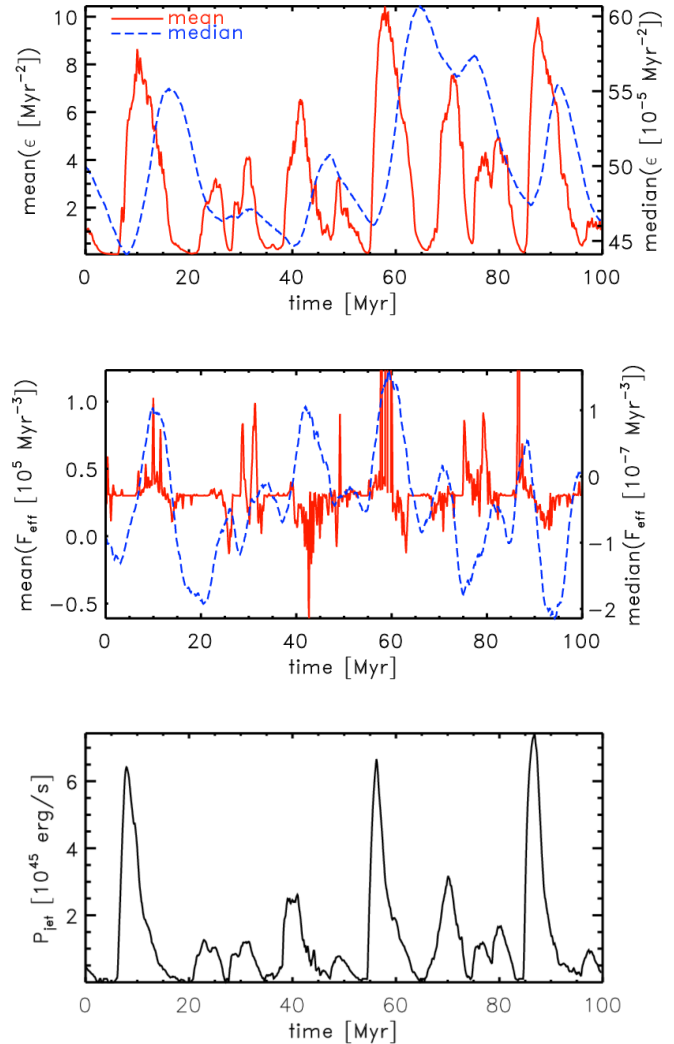 mean
median
10
8
6
4
2
60
55
50
45
mean(ϵ [Myr⁻²])
median(ϵ [10⁻⁵ Myr⁻²])
0 20 40 60 80 100
time [Myr]
1.0
0.5
0.0
−0.5
1
0
−1
−2
mean(F_eff [10⁵ Myr⁻³])
median(F_eff [10⁻⁷ Myr⁻³])
0 20 40 60 80 100
time [Myr]
6
4
2
P_jet [10⁴⁵ erg/s]
0 20 40 60 80 100
time [Myr]